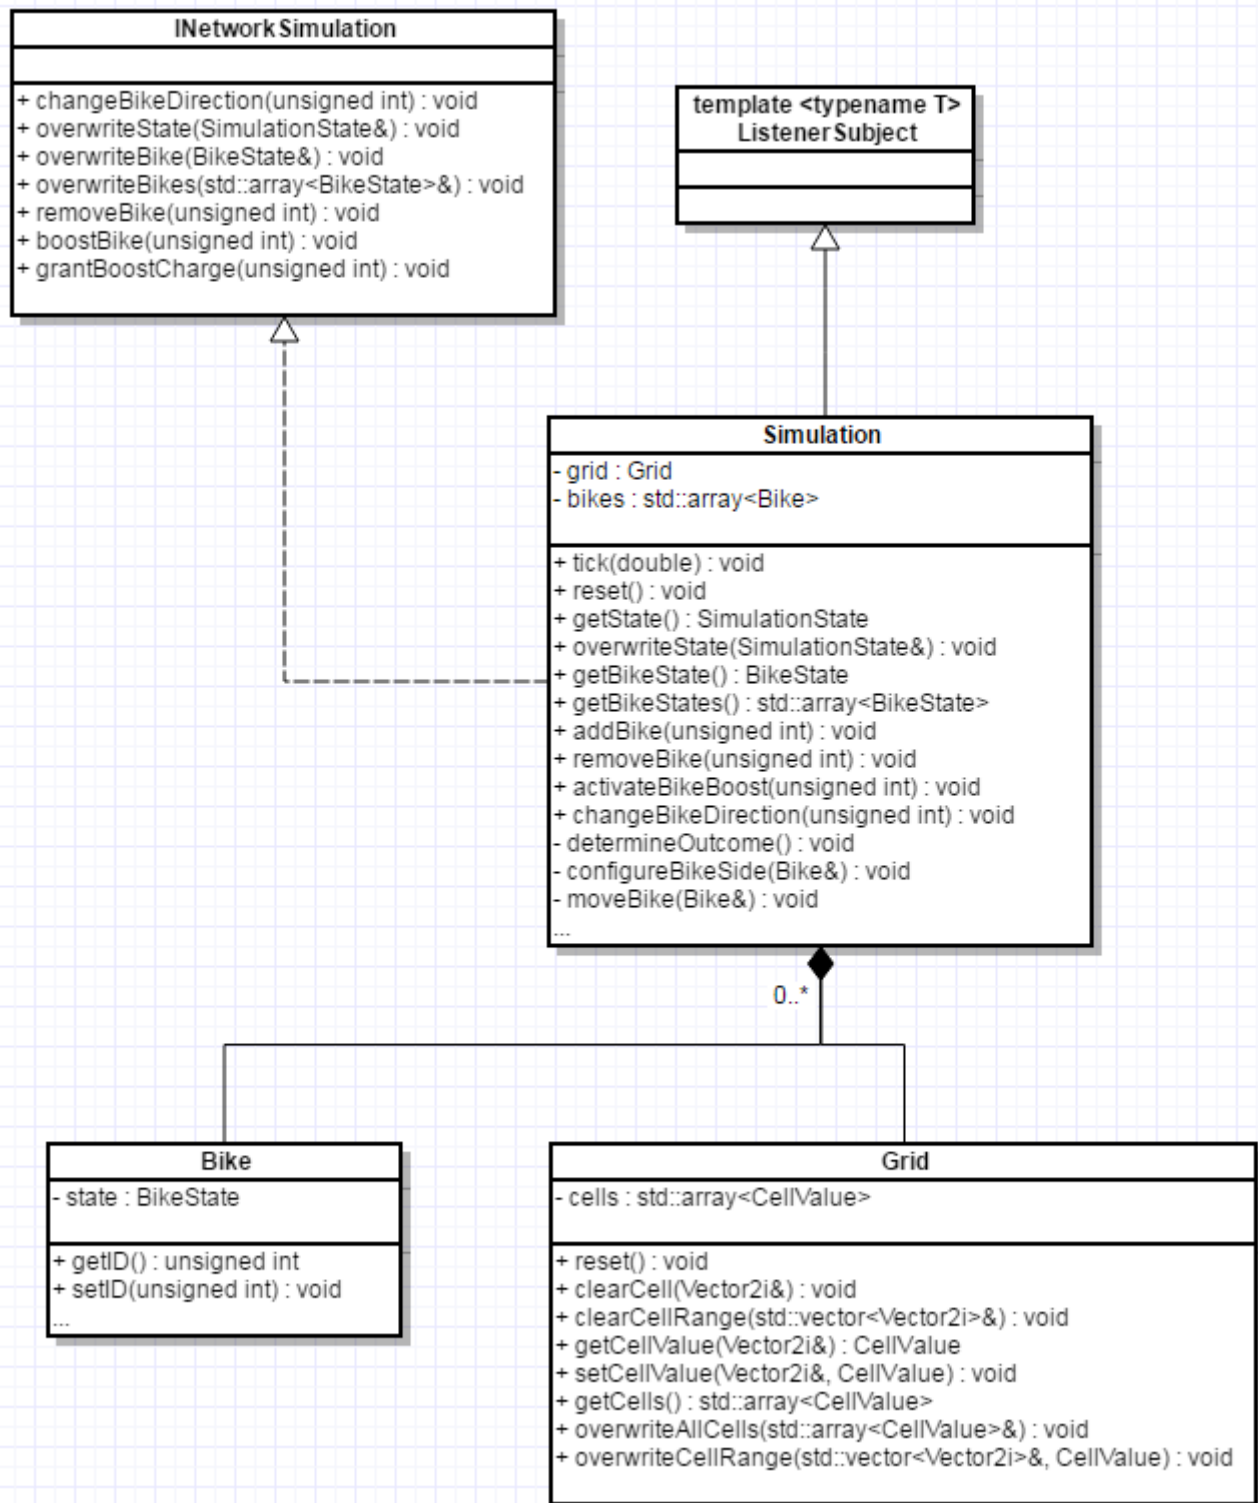 INetworkSimulation
+ changeBikeDirection(unsigned int) : void
+ overwriteState(SimulationState&) : void
+ overwriteBike(BikeState&) : void
+ overwriteBikes(std::array<BikeState>&) : void
+ removeBike(unsigned int) : void
+ boostBike(unsigned int) : void
+ grantBoostCharge(unsigned int) : void
template <typename T>
ListenerSubject
Simulation
- grid : Grid
- bikes : std::array<Bike>
+ tick(double) : void
+ reset() : void
+ getState() : SimulationState
+ overwriteState(SimulationState&) : void
+ getBikeState() : BikeState
+ getBikeStates() : std::array<BikeState>
+ addBike(unsigned int) : void
+ removeBike(unsigned int) : void
+ activateBikeBoost(unsigned int) : void
+ changeBikeDirection(unsigned int) : void
- determineOutcome() : void
- configureBikeSide(Bike&) : void
- moveBike(Bike&) : void
...
0..*
Bike
- state : BikeState
+ getID() : unsigned int
+ setID(unsigned int) : void
...
Grid
- cells : std::array<CellValue>
+ reset() : void
+ clearCell(Vector2i&) : void
+ clearCellRange(std::vector<Vector2i>&) : void
+ getCellValue(Vector2i&) : CellValue
+ setCellValue(Vector2i&, CellValue) : void
+ getCells() : std::array<CellValue>
+ overwriteAllCells(std::array<CellValue>&) : void
+ overwriteCellRange(std::vector<Vector2i>&, CellValue) : void